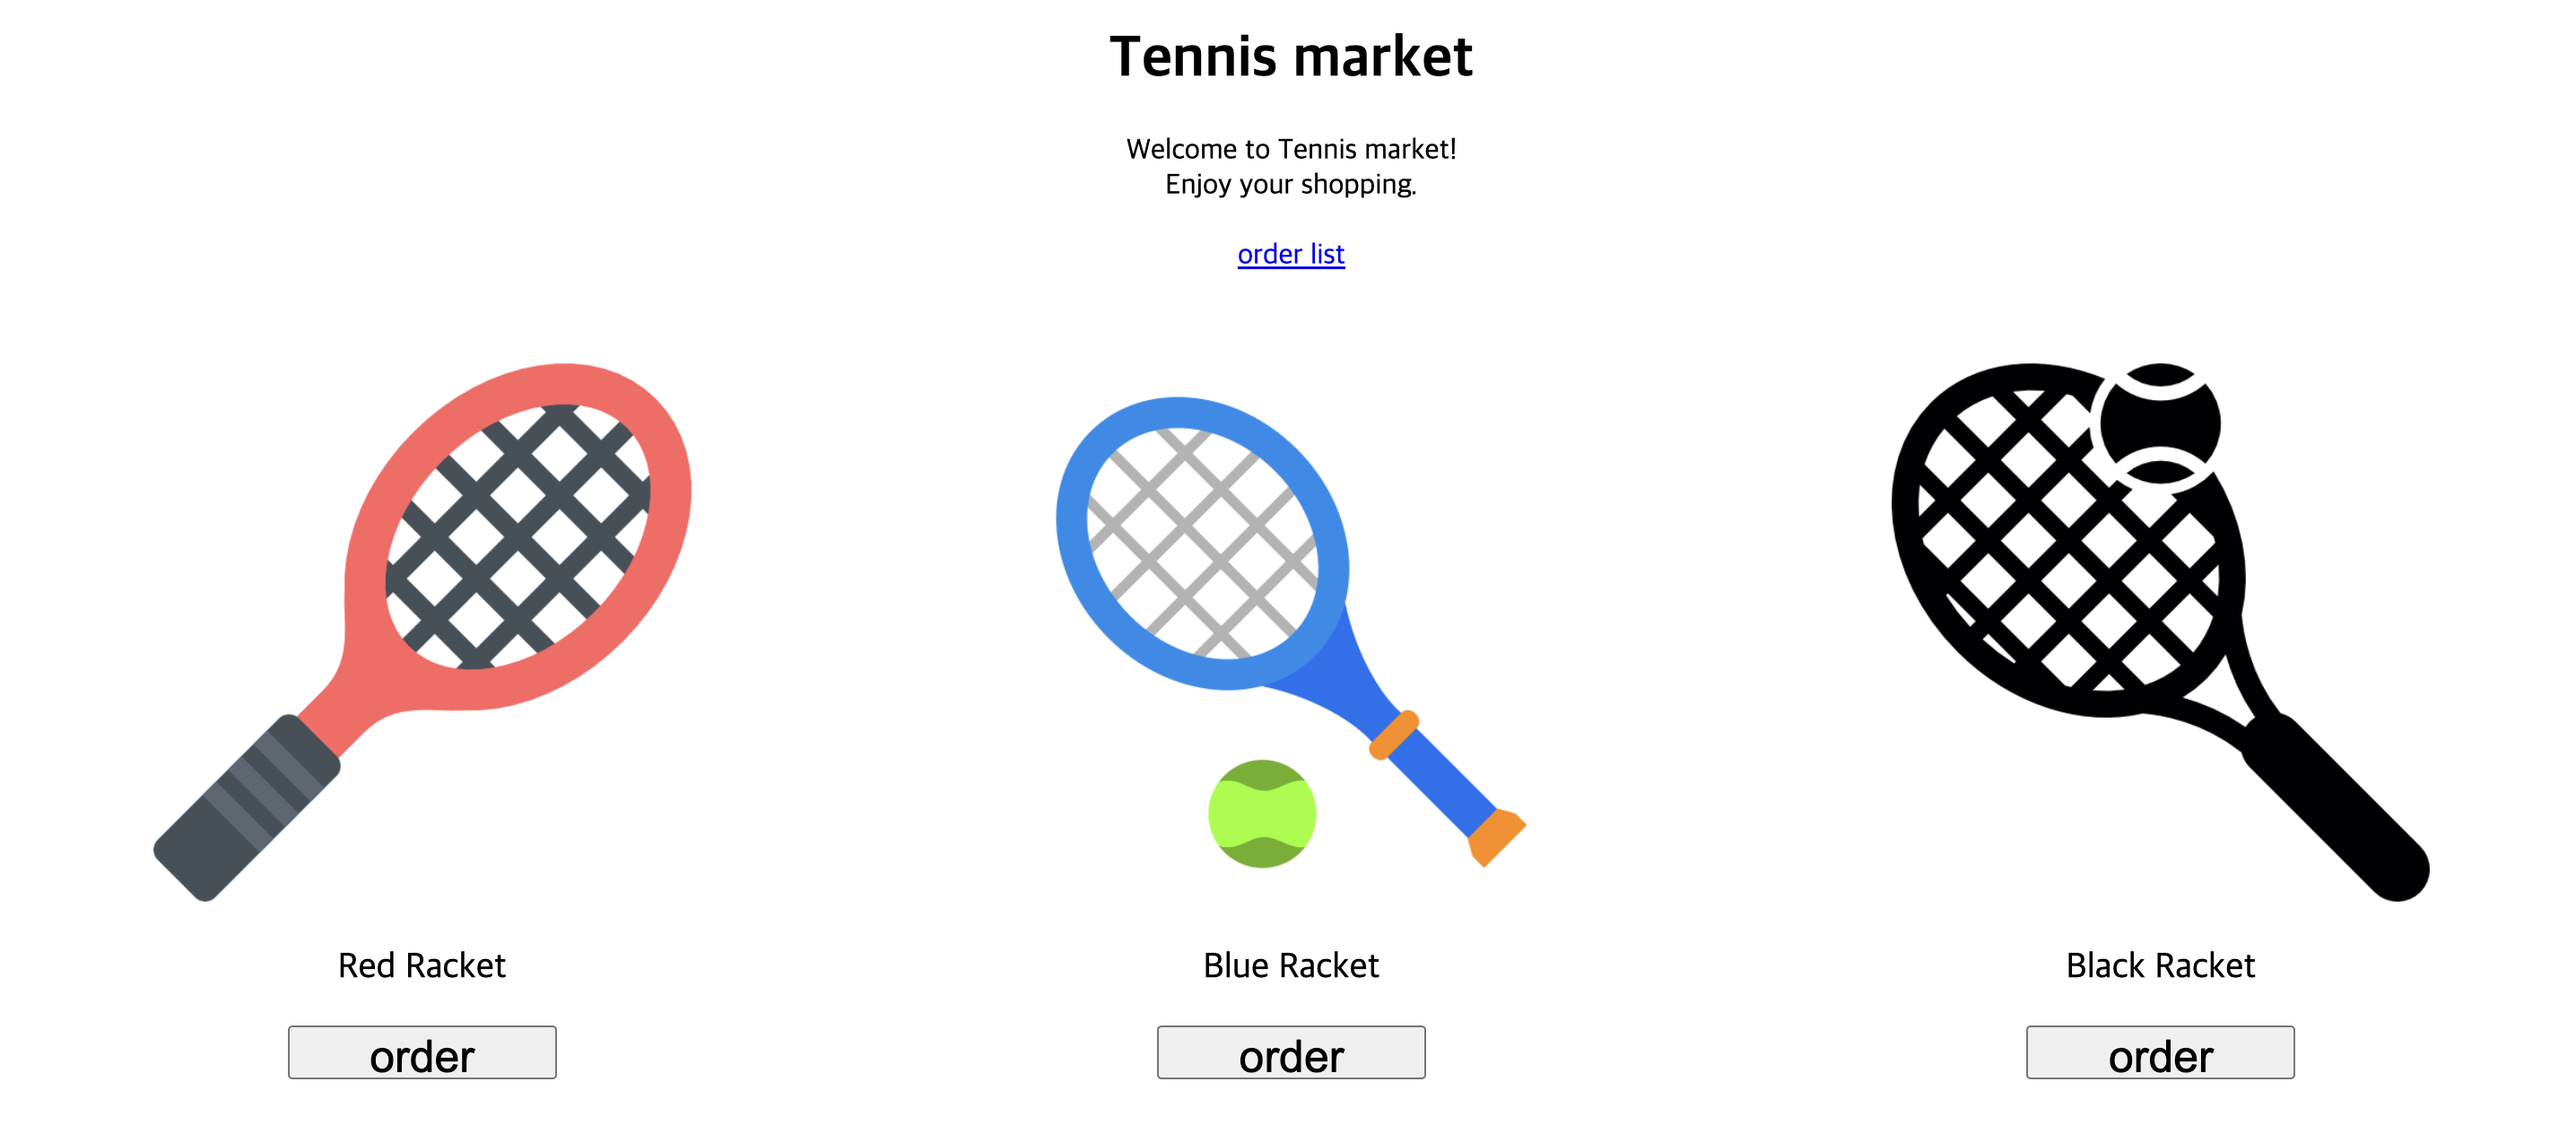 Tennis market
Welcome to Tennis market!
Enjoy your shopping.
order list
Red Racket
Blue Racket
Black Racket
order
order
order